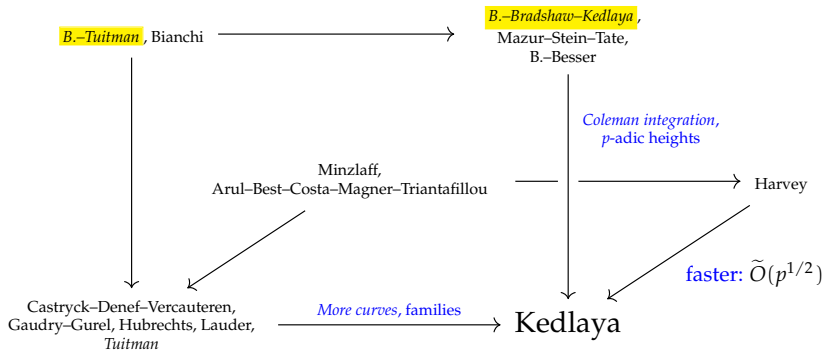 B.–Bradshaw–Kedlaya,
B.–Tuitman, Bianchi
Mazur–Stein–Tate,
B.–Besser
Coleman integration,
p-adic heights
Minzlaff,
Arul–Best–Costa–Magner–Triantafillou
Harvey
faster: Õ(p^{1/2})
Castryck–Denef–Vercauteren,
Gaudry–Gurel, Hubrechts, Lauder,
Tuitman
More curves, families
Kedlaya